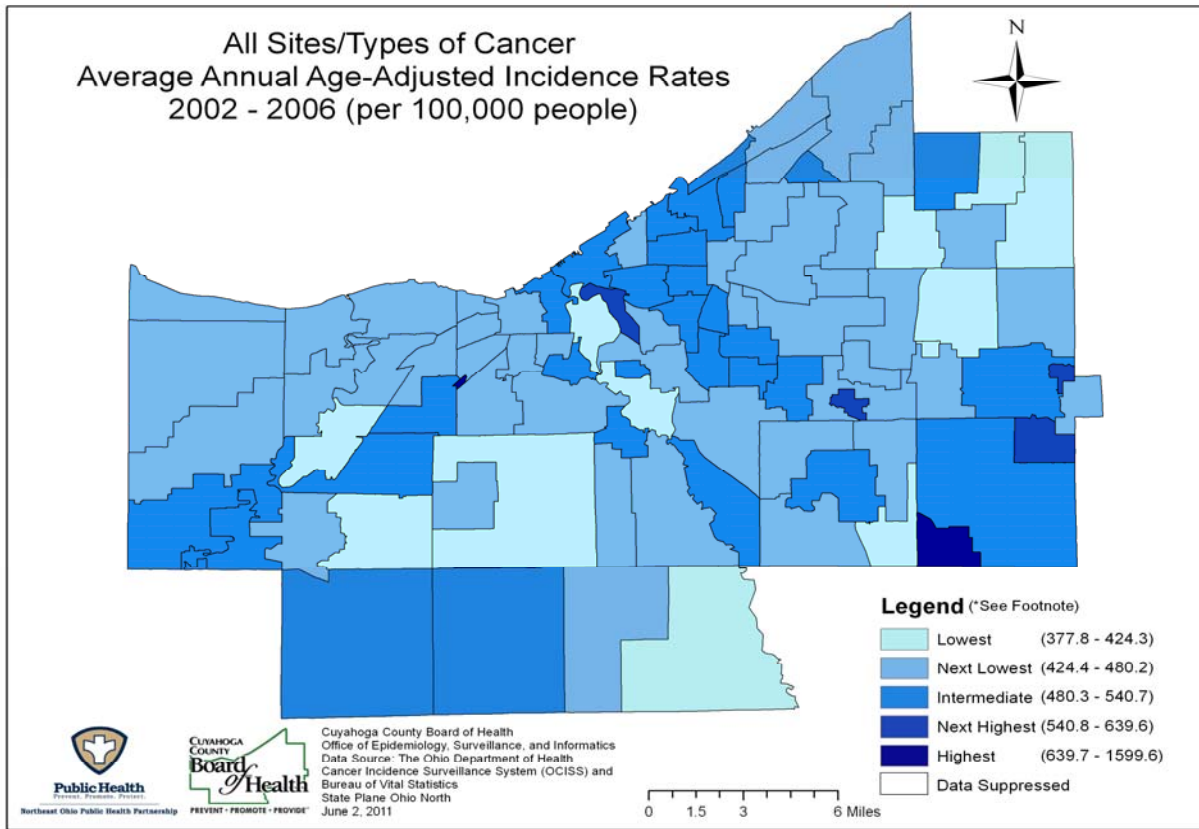 All Sites/Types of Cancer
Average Annual Age-Adjusted Incidence Rates
2002 - 2006 (per 100,000 people)
N
Legend (*See Footnote)
Lowest (377.8 - 424.3)
Next Lowest (424.4 - 480.2)
Intermediate (480.3 - 540.7)
Next Highest (540.8 - 639.6)
Highest (639.7 - 1599.6)
Data Suppressed
Public Health
Prevent. Promote. Protect.
Northeast Ohio Public Health Partnership
CUYAHOGA
COUNTY
Board
of Health
PREVENT • PROMOTE • PROVIDE
Cuyahoga County Board of Health
Office of Epidemiology, Surveillance, and Informatics
Data Source: The Ohio Department of Health
Cancer Incidence Surveillance System (OCISS) and
Bureau of Vital Statistics
State Plane Ohio North
June 2, 2011
0 1.5 3 6 Miles